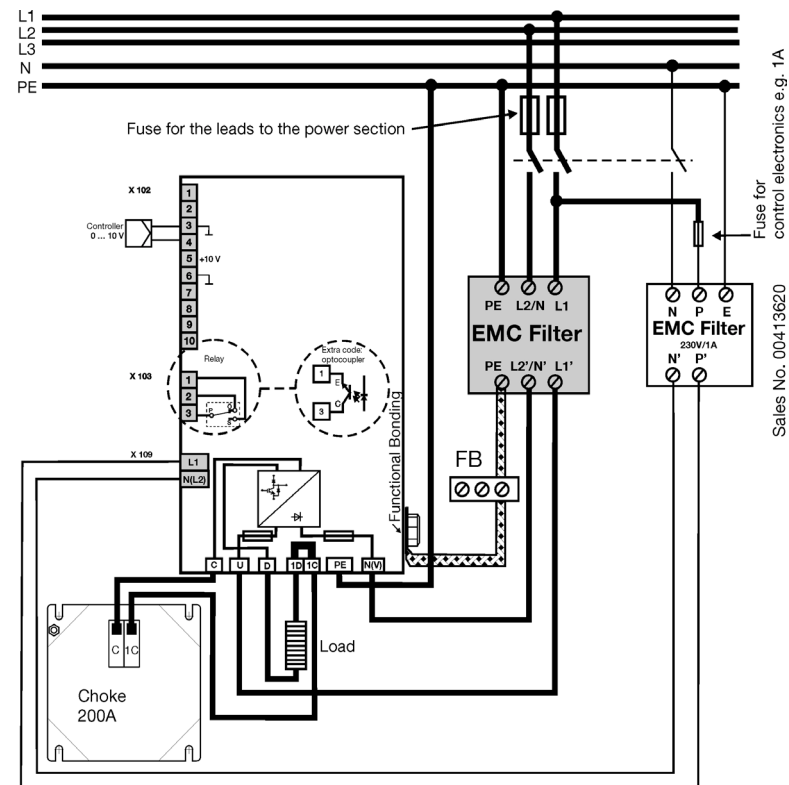 L1
L2
L3
N
PE
Fuse for the leads to the power section
Fuse for
control electronics e.g. 1A
Sales No. 00413620
X 102
1
2
3
4
5
+10 V
6
7
8
9
10
Controller
0 ... 10 V
Relay
Extra code:
optocoupler
1
E
C
3
X 103
1
2
3
P
O
S
X 109
L1
N(L2)
Functional Bonding
PE L2/N L1
EMC Filter
PE L2'/N' L1'
N P E
EMC Filter
230V/1A
N' P'
FB
C
U
D
1D
1C
PE
N(V)
Load
C
1C
Choke
200A